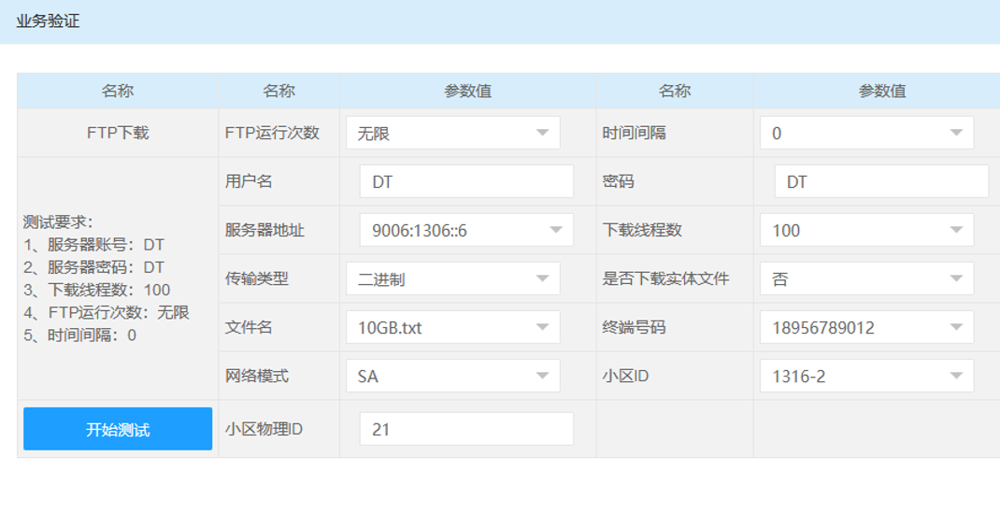 业务验证
名称 名称 参数值 名称 参数值
FTP下载 FTP运行次数 无限 时间间隔 0
用户名 DT 密码 DT
测试要求：
1、服务器账号：DT
2、服务器密码：DT
3、下载线程数：100
4、FTP运行次数：无限
5、时间间隔：0
服务器地址 9006:1306::6 下载线程数 100
传输类型 二进制 是否下载实体文件 否
文件名 10GB.txt 终端号码 18956789012
网络模式 SA 小区ID 1316-2
开始测试 小区物理ID 21